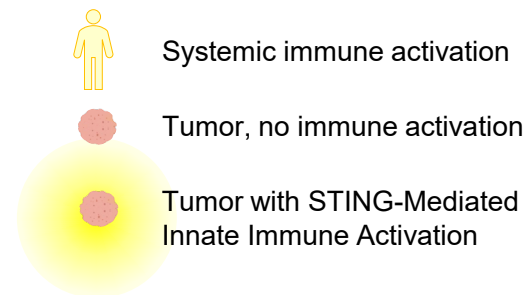 Systemic immune activation
Tumor, no immune activation
Tumor with STING-Mediated
Innate Immune Activation